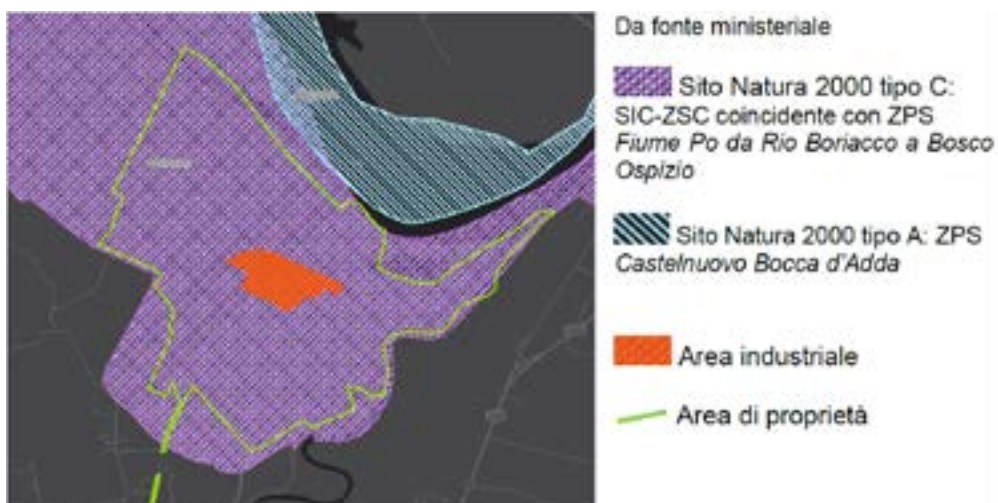 Da fonte ministeriale
Sito Natura 2000 tipo C:
SIC-ZSC coincidente con ZPS
Fiume Po da Rio Boriacco a Bosco
Ospizio
Sito Natura 2000 tipo A: ZPS
Castelnuovo Bocca d'Adda
Area industriale
Area di proprietà